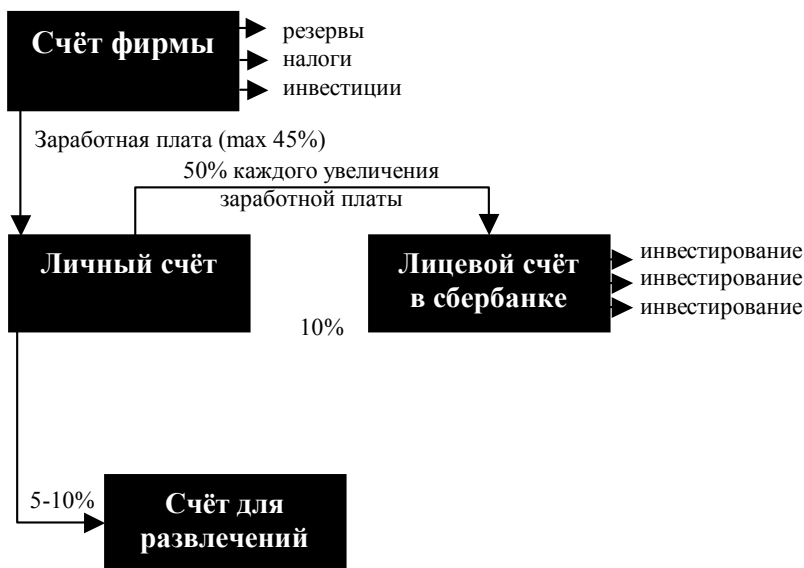 Счёт фирмы
резервы
налоги
инвестиции
Заработная плата (max 45%)
50% каждого увеличения
заработной платы
Личный счёт
Лицевой счёт
в сбербанке
инвестирование
инвестирование
инвестирование
10%
5-10%
Счёт для
развлечений